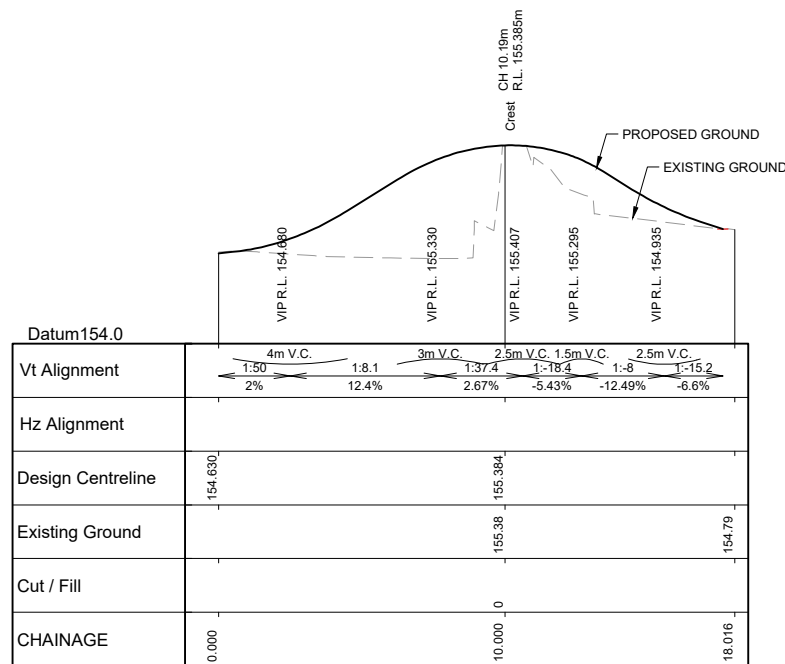 Crest CH 10.19m
R.L. 155.385m
PROPOSED GROUND
EXISTING GROUND
VIP R.L. 154.680
VIP R.L. 155.330
VIP R.L. 155.407
VIP R.L. 155.295
VIP R.L. 154.935
Datum154.0
Vt Alignment
4m V.C. 3m V.C. 2.5m V.C. 1.5m V.C. 2.5m V.C.
1:50 1:8.1 1:37.4 1:-18.4 1:-8 1:-15.2
2% 12.4% 2.67% -5.43% -12.49% -6.6%
Hz Alignment
Design Centreline 154.630 155.384
Existing Ground 155.38 154.79
Cut / Fill 0
CHAINAGE 0.000 10.000 18.016